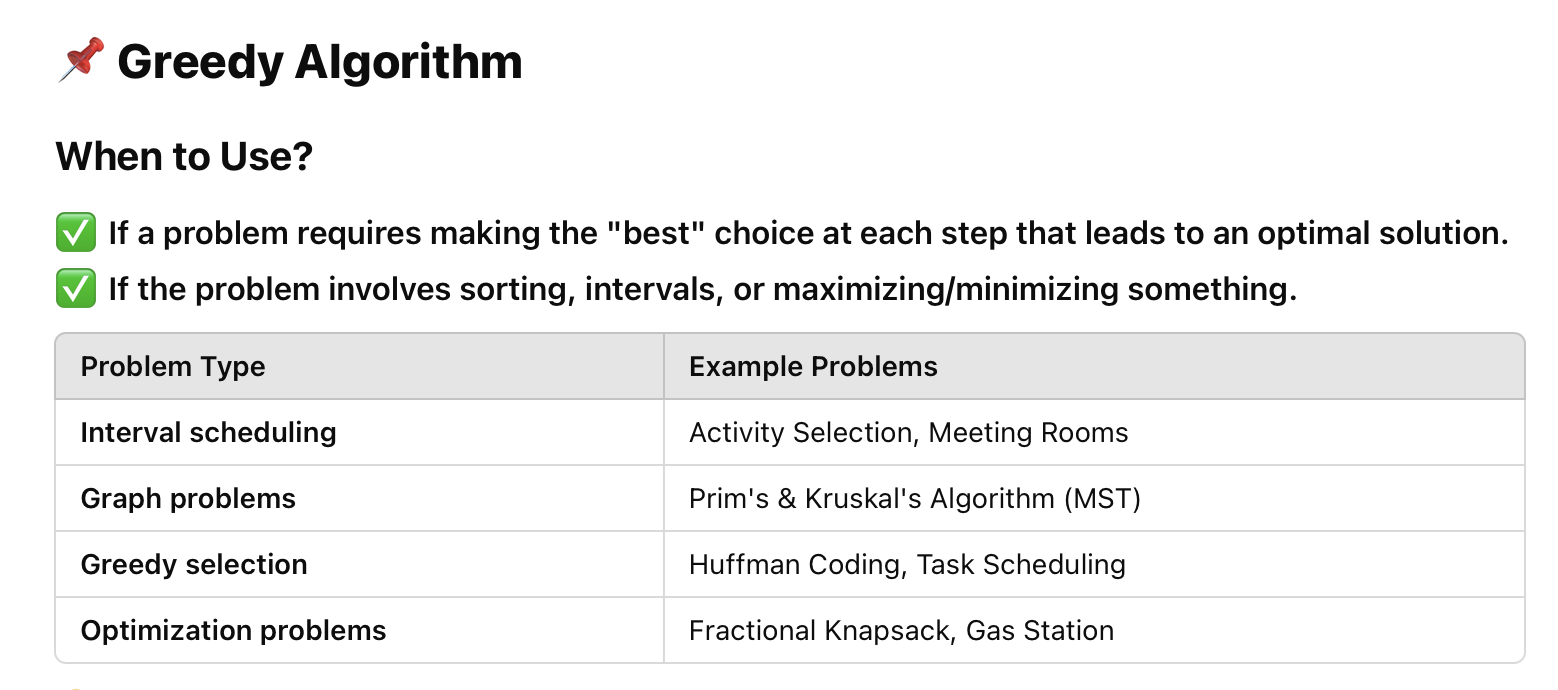 📌 Greedy Algorithm
When to Use?
✅ If a problem requires making the "best" choice at each step that leads to an optimal solution.
✅ If the problem involves sorting, intervals, or maximizing/minimizing something.
Problem Type Example Problems
Interval scheduling Activity Selection, Meeting Rooms
Graph problems Prim's & Kruskal's Algorithm (MST)
Greedy selection Huffman Coding, Task Scheduling
Optimization problems Fractional Knapsack, Gas Station